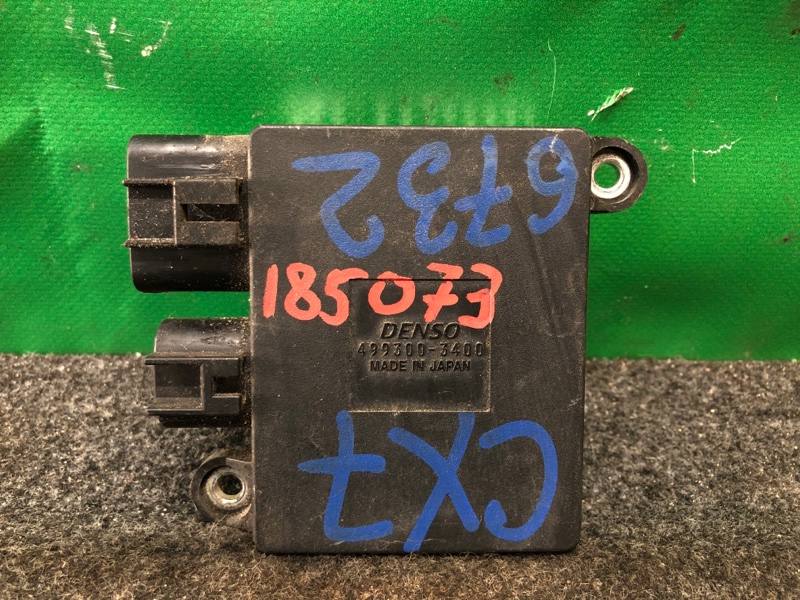 6732
185073
DENSO
499300-3400
MADE IN JAPAN
CX7